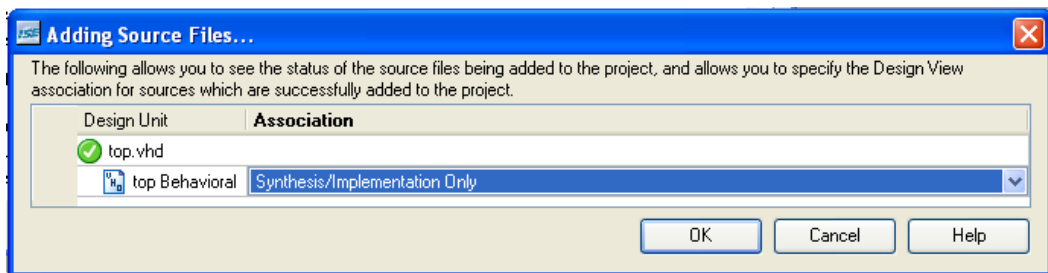 ISE Adding Source Files...
The following allows you to see the status of the source files being added to the project, and allows you to specify the Design View
association for sources which are successfully added to the project.
Design Unit Association
top.vhd
top Behavioral Synthesis/Implementation Only
OK Cancel Help